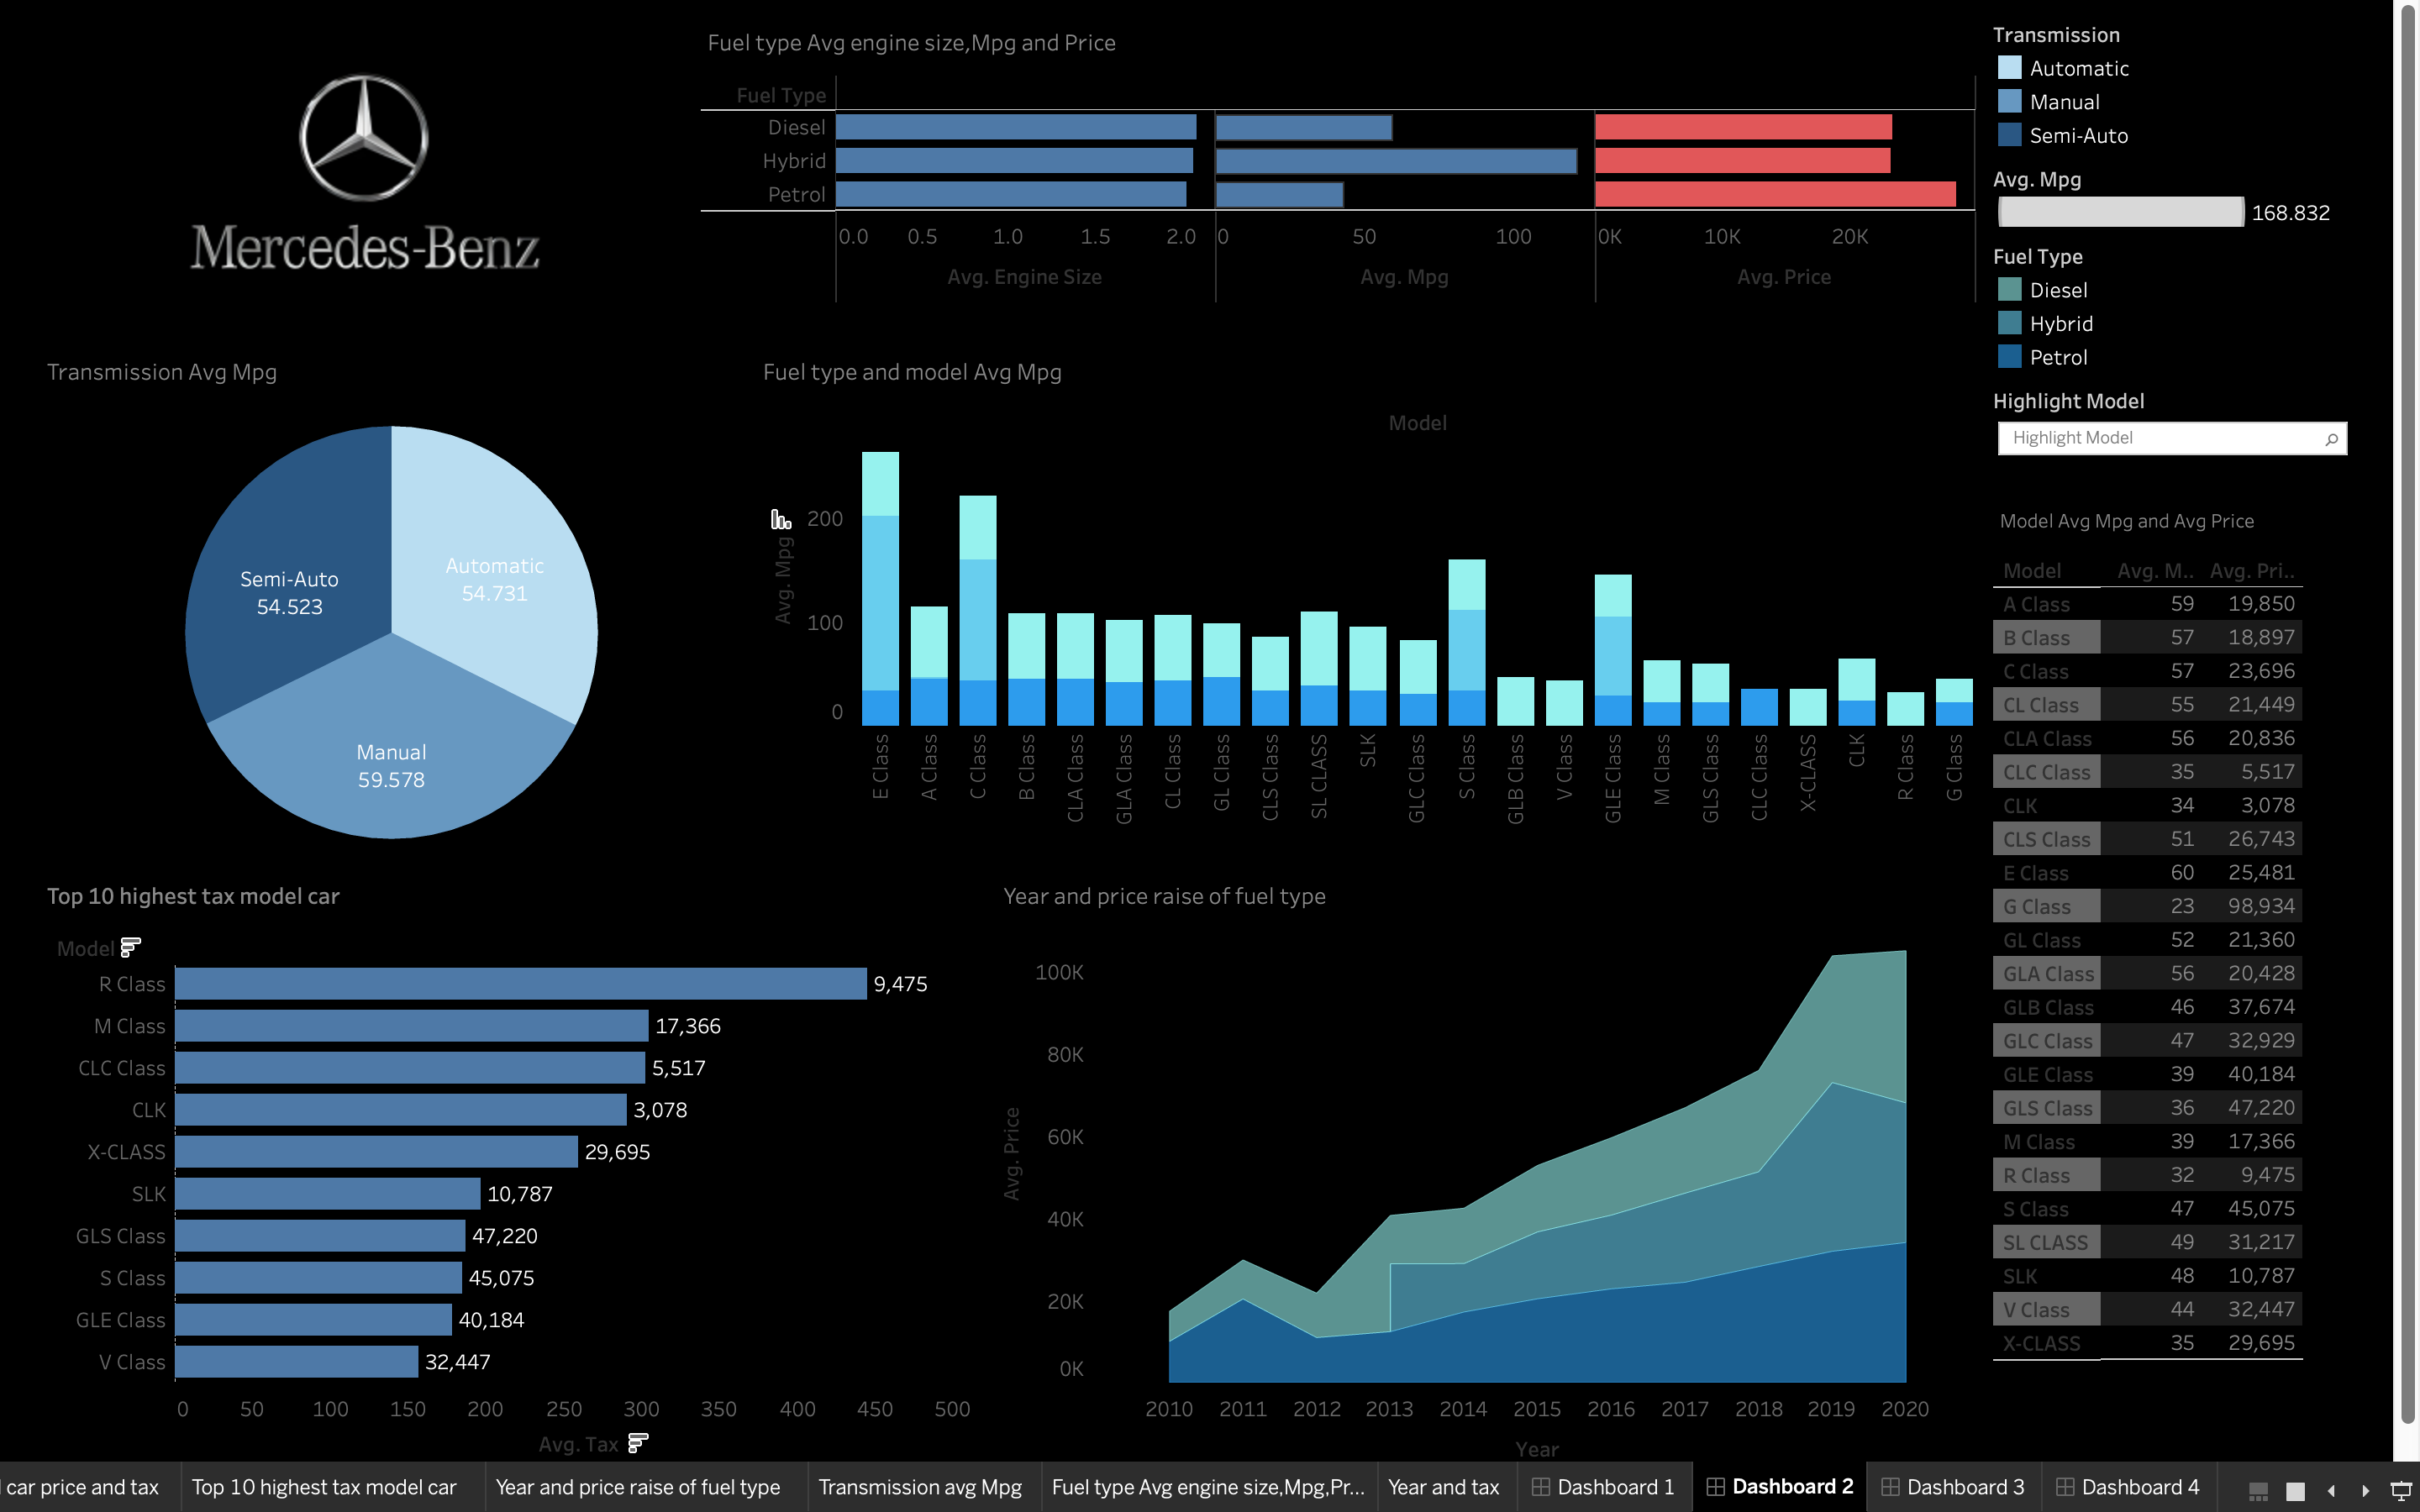 Mercedes-Benz
Fuel type Avg engine size,Mpg and Price
Fuel Type
Diesel
Hybrid
Petrol
0.0 0.5 1.0 1.5 2.0 0 50 100 0K 10K 20K
Avg. Engine Size Avg. Mpg Avg. Price
Transmission
Automatic
Manual
Semi-Auto
Avg. Mpg
168.832
Fuel Type
Diesel
Hybrid
Petrol
Highlight Model
Highlight Model
Transmission Avg Mpg
Semi-Auto
54.523
Automatic
54.731
Manual
59.578
Fuel type and model Avg Mpg
Model
Avg. Mpg
200
100
0
E Class
A Class
C Class
B Class
CLA Class
GLA Class
CL Class
GL Class
CLS Class
SL CLASS
SLK
GLC Class
S Class
GLB Class
V Class
GLE Class
M Class
GLS Class
CLC Class
X-CLASS
CLK
R Class
G Class
Model Avg Mpg and Avg Price
Model Avg. M.. Avg. Pri..
A Class 59 19,850
B Class 57 18,897
C Class 57 23,696
CL Class 55 21,449
CLA Class 56 20,836
CLC Class 35 5,517
CLK 34 3,078
CLS Class 51 26,743
E Class 60 25,481
G Class 23 98,934
GL Class 52 21,360
GLA Class 56 20,428
GLB Class 46 37,674
GLC Class 47 32,929
GLE Class 39 40,184
GLS Class 36 47,220
M Class 39 17,366
R Class 32 9,475
S Class 47 45,075
SL CLASS 49 31,217
SLK 48 10,787
V Class 44 32,447
X-CLASS 35 29,695
Top 10 highest tax model car
Model
R Class 9,475
M Class 17,366
CLC Class 5,517
CLK 3,078
X-CLASS 29,695
SLK 10,787
GLS Class 47,220
S Class 45,075
GLE Class 40,184
V Class 32,447
0 50 100 150 200 250 300 350 400 450 500
Avg. Tax
Year and price raise of fuel type
Avg. Price
100K
80K
60K
40K
20K
0K
2010 2011 2012 2013 2014 2015 2016 2017 2018 2019 2020
Year
car price and tax Top 10 highest tax model car Year and price raise of fuel type Transmission avg Mpg Fuel type Avg engine size,Mpg,Pr... Year and tax Dashboard 1 Dashboard 2 Dashboard 3 Dashboard 4